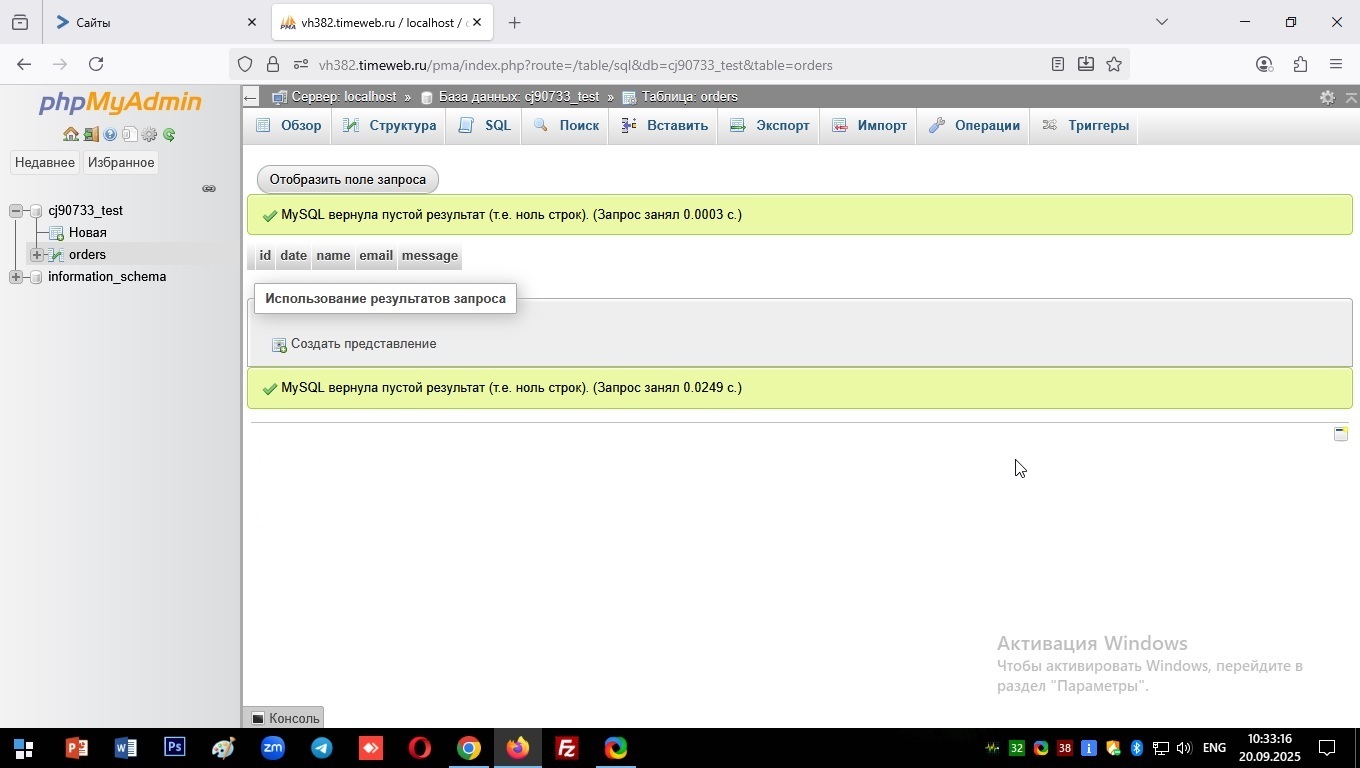 Сайты
vh382.timeweb.ru / localhost / c
vh382.timeweb.ru/pma/index.php?route=/table/sql&db=cj90733_test&table=orders
phpMyAdmin
Недавнее Избранное
cj90733_test
Новая
orders
information_schema
Сервер: localhost » База данных: cj90733_test » Таблица: orders
Обзор Структура SQL Поиск Вставить Экспорт Импорт Операции Триггеры
Отобразить поле запроса
MySQL вернула пустой результат (т.е. ноль строк). (Запрос занял 0.0003 с.)
id date name email message
Использование результатов запроса
Создать представление
MySQL вернула пустой результат (т.е. ноль строк). (Запрос занял 0.0249 с.)
Активация Windows
Чтобы активировать Windows, перейдите в
раздел "Параметры".
Консоль
32 38 ENG
10:33:16
20.09.2025